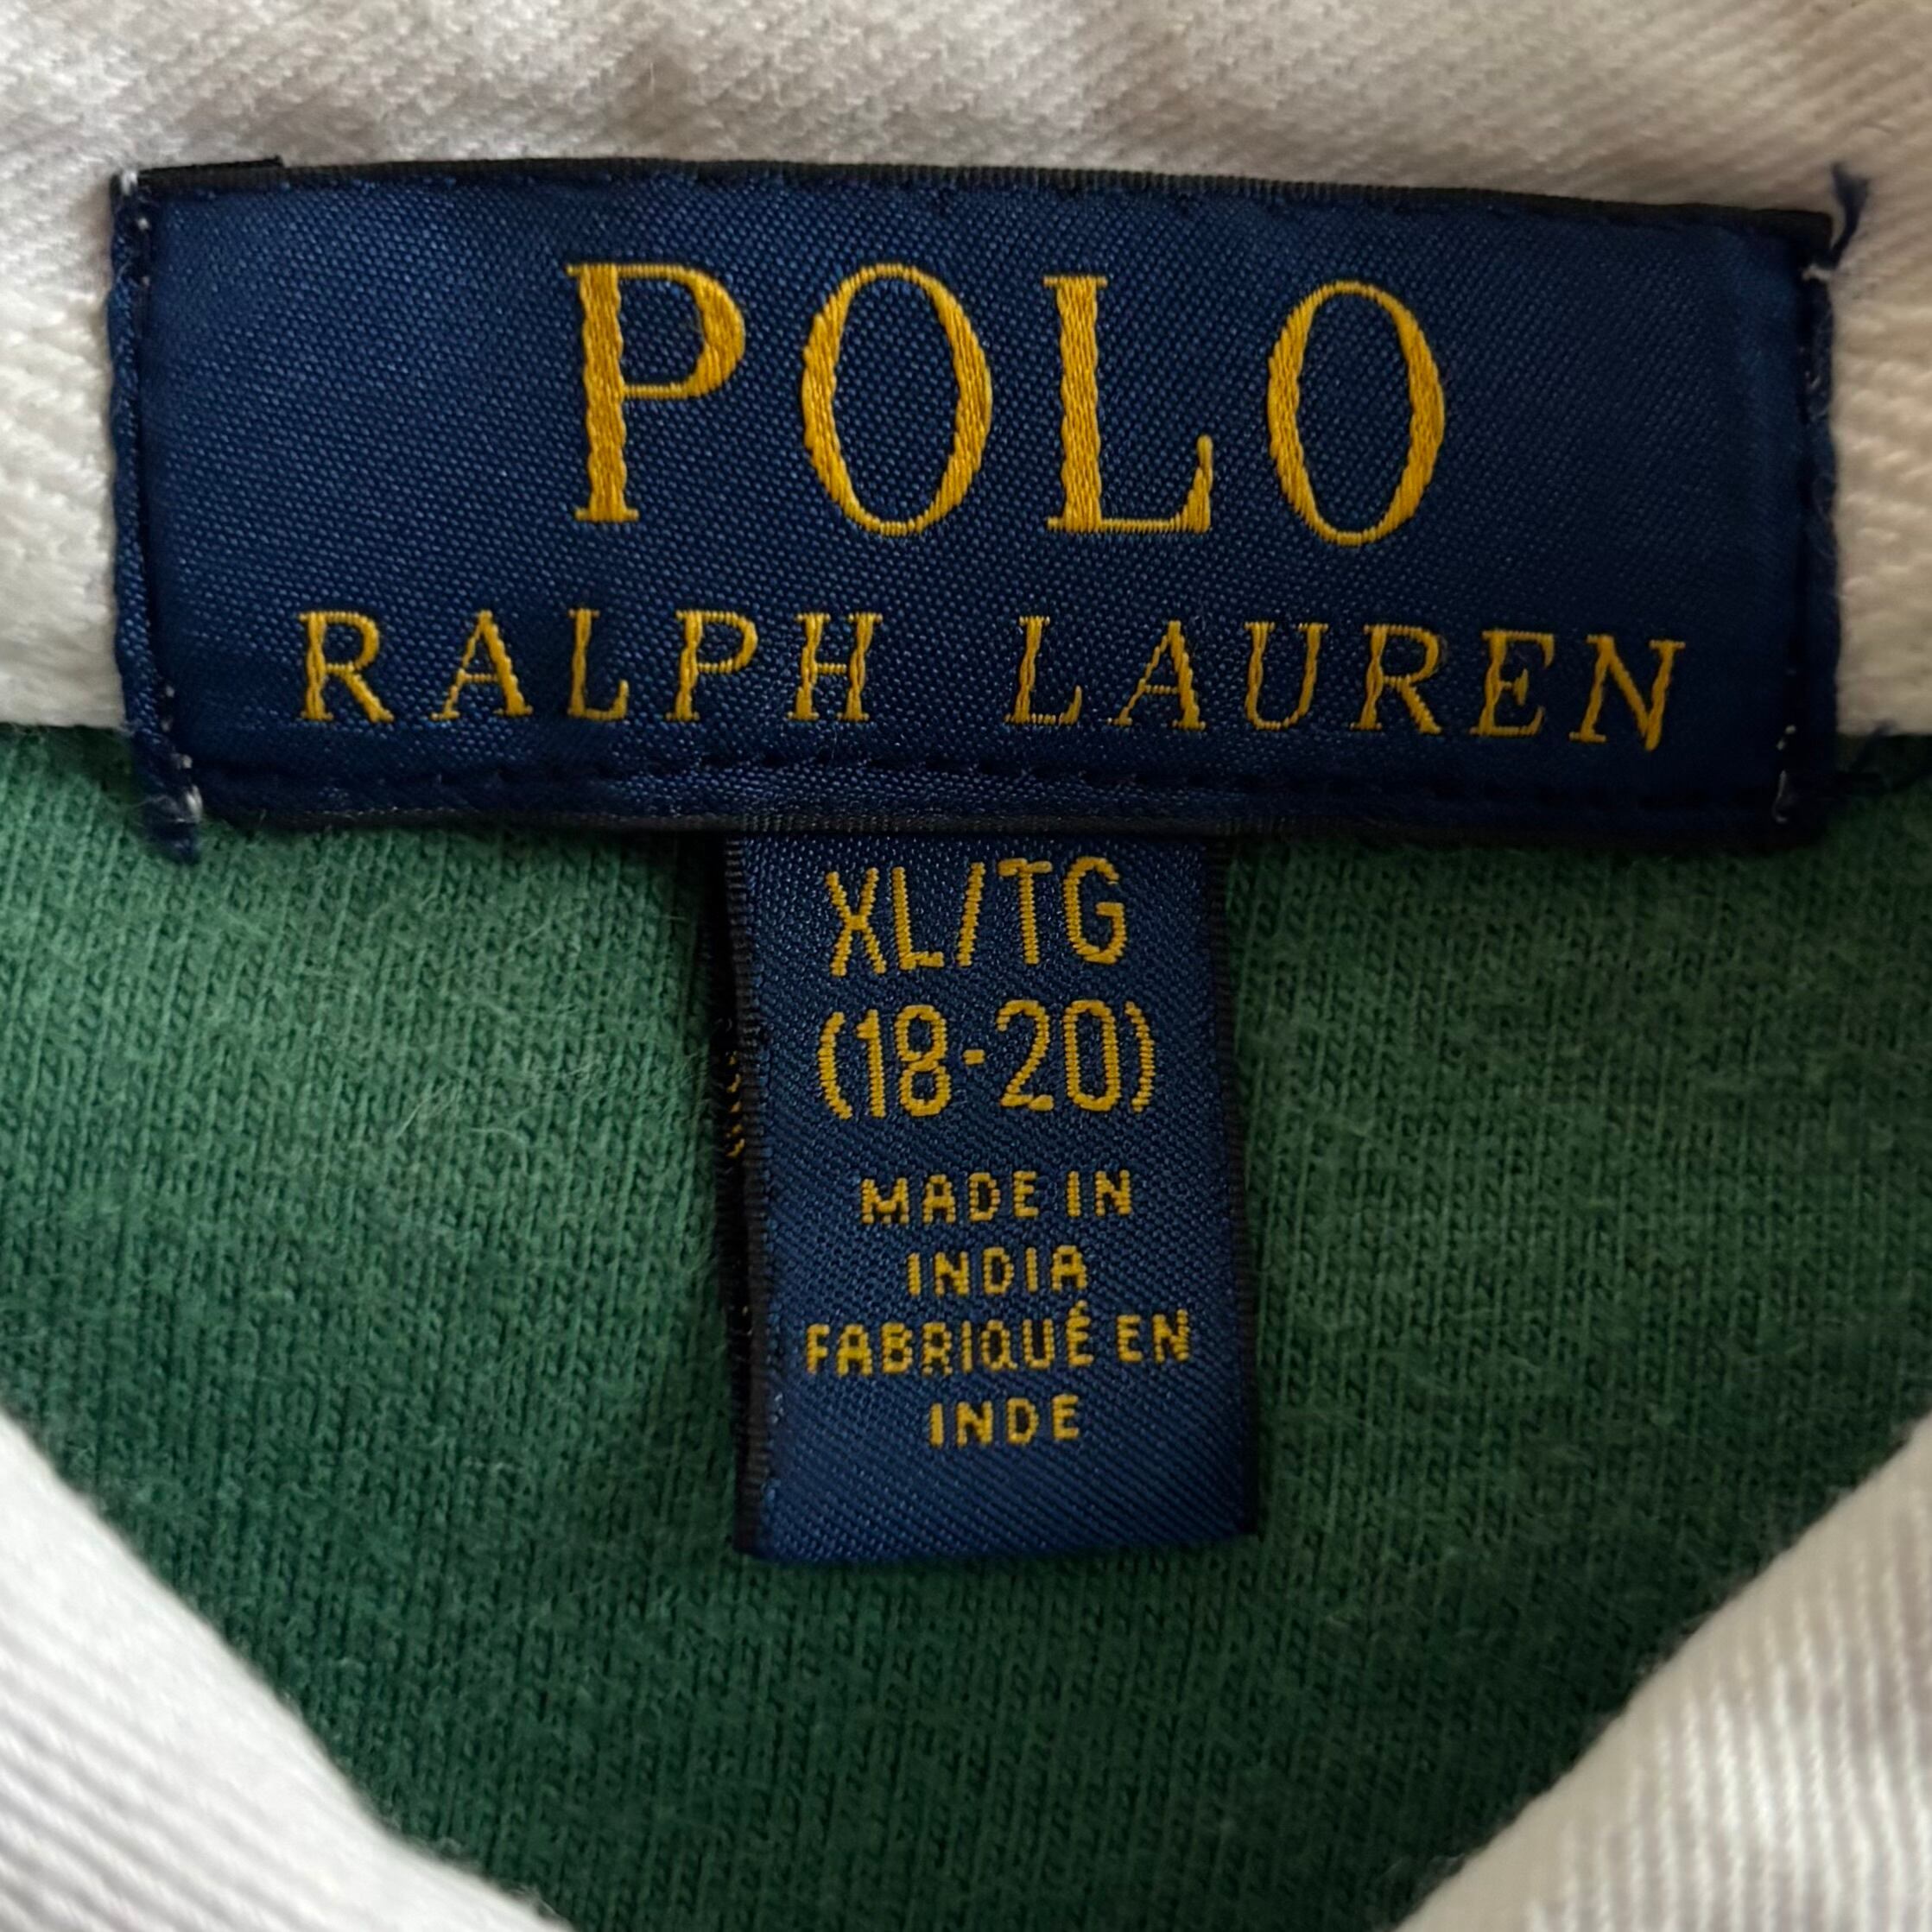 POLO
RALPH LAUREN
XL/TG
(18-20)
MADE IN
INDIA
FABRIQUÉ EN
INDE